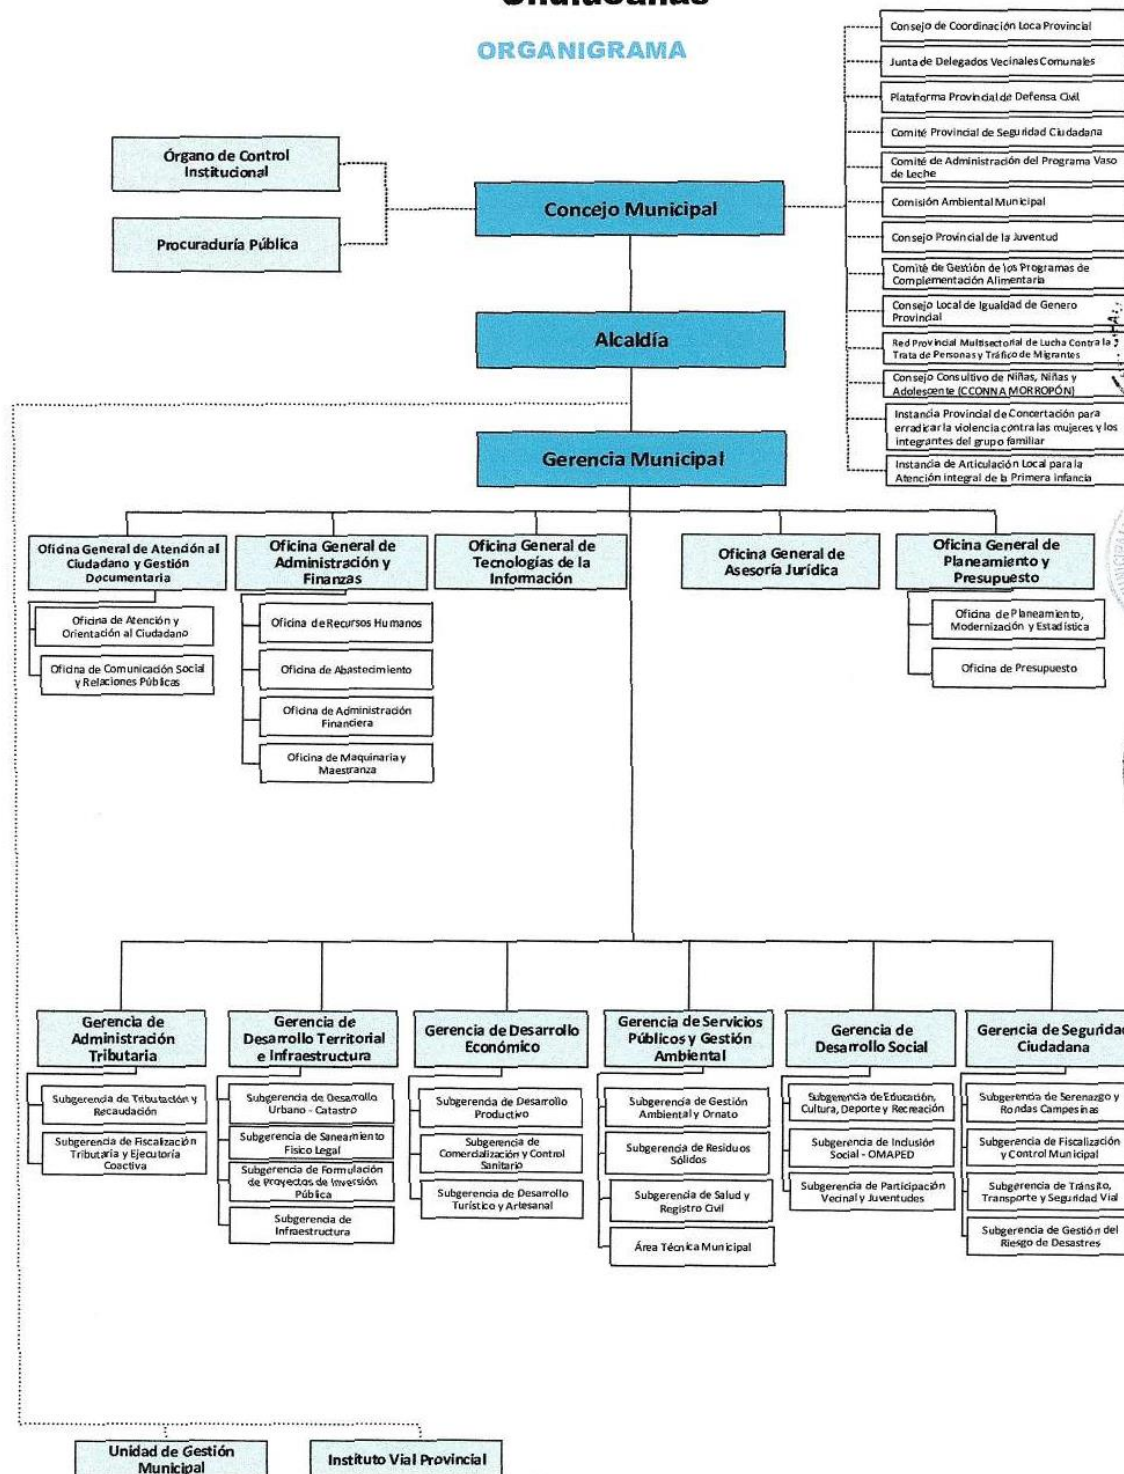 Chulucanas
ORGANIGRAMA
Consejo de Coordinación Loca Provincial
Junta de Delegados Vecinales Comunales
Plataforma Provincial de Defensa Civil
Comité Provincial de Seguridad Ciudadana
Comité de Administración del Programa Vaso
de Leche
Comisión Ambiental Municipal
Consejo Provincial de la Juventud
Comité de Gestión de los Programas de
Complementación Alimentaria
Consejo Local de Igualdad de Genero
Provincial
Red Provincial Multisectorial de Lucha Contra la
Trata de Personas y Tráfico de Migrantes
Consejo Consultivo de Niñas, Niñas y
Adolescente (CCONNA MORROPÓN)
Instancia Provincial de Concertación para
erradicar la violencia contra las mujeres y los
integrantes del grupo familiar
Instancia de Articulación Local para la
Atención integral de la Primera infancia
Órgano de Control
Institucional
Procuraduría Pública
Concejo Municipal
Alcaldía
Gerencia Municipal
Oficina General de Atención al
Ciudadano y Gestión
Documentaria
Oficina de Atención y
Orientación al Ciudadano
Oficina de Comunicación Social
y Relaciones Públicas
Oficina General de
Administración y
Finanzas
Oficina de Recursos Humanos
Oficina de Abastecimiento
Oficina de Administración
Financiera
Oficina de Maquinaria y
Maestranza
Oficina General de
Tecnologías de la
Información
Oficina General de
Asesoría Jurídica
Oficina General de
Planeamiento y
Presupuesto
Oficina de Planeamiento,
Modernización y Estadística
Oficina de Presupuesto
Gerencia de
Administración
Tributaria
Subgerencia de Tributación y
Recaudación
Subgerencia de Fiscalización
Tributaria y Ejecutoría
Coactiva
Gerencia de
Desarrollo Territorial
e Infraestructura
Subgerencia de Desarrollo
Urbano - Catastro
Subgerencia de Saneamiento
Fisico Legal
Subgerencia de Formulación
de Proyectos de Inversión
Pública
Subgerencia de
Infraestructura
Gerencia de Desarrollo
Económico
Subgerencia de Desarrollo
Productivo
Subgerencia de
Comercialización y Control
Sanitario
Subgerencia de Desarrollo
Turístico y Artesanal
Gerencia de Servicios
Públicos y Gestión
Ambiental
Subgerencia de Gestión
Ambiental y Ornato
Subgerencia de Residuos
Sólidos
Subgerencia de Salud y
Registro Civil
Área Técnica Municipal
Gerencia de
Desarrollo Social
Subgerencia de Educación,
Cultura, Deporte y Recreación
Subgerencia de Inclusión
Social - OMAPED
Subgerencia de Participación
Vecinal y Juventudes
Gerencia de Seguridad
Ciudadana
Subgerencia de Serenazgo y
Rondas Campesinas
Subgerencia de Fiscalización
y Control Municipal
Subgerencia de Tránsito,
Transporte y Seguridad Vial
Subgerencia de Gestión del
Riesgo de Desastres
Unidad de Gestión
Municipal
Instituto Vial Provincial